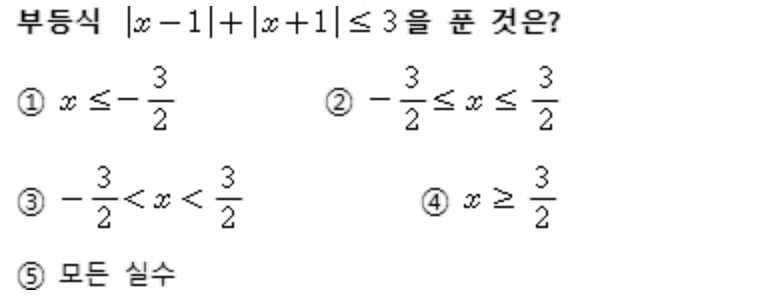 부등식 |x−1|+|x+1| ≤ 3을 푼 것은?
① x ≤ −3/2 ② −3/2 ≤ x ≤ 3/2
③ −3/2 < x < 3/2 ④ x ≥ 3/2
⑤ 모든 실수